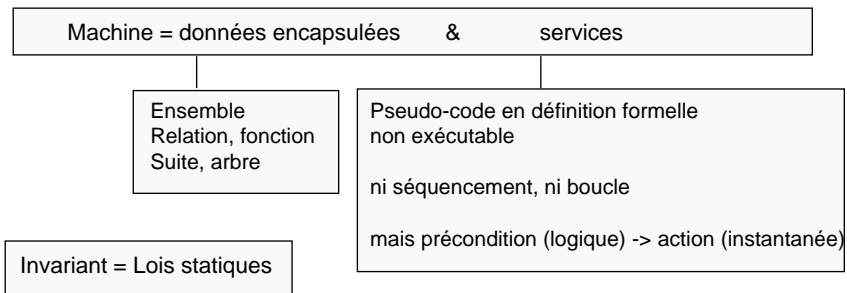 Machine = données encapsulées & services
Ensemble
Relation, fonction
Suite, arbre
Pseudo-code en définition formelle
non exécutable
ni séquencement, ni boucle
mais précondition (logique) -> action (instantanée)
Invariant = Lois statiques